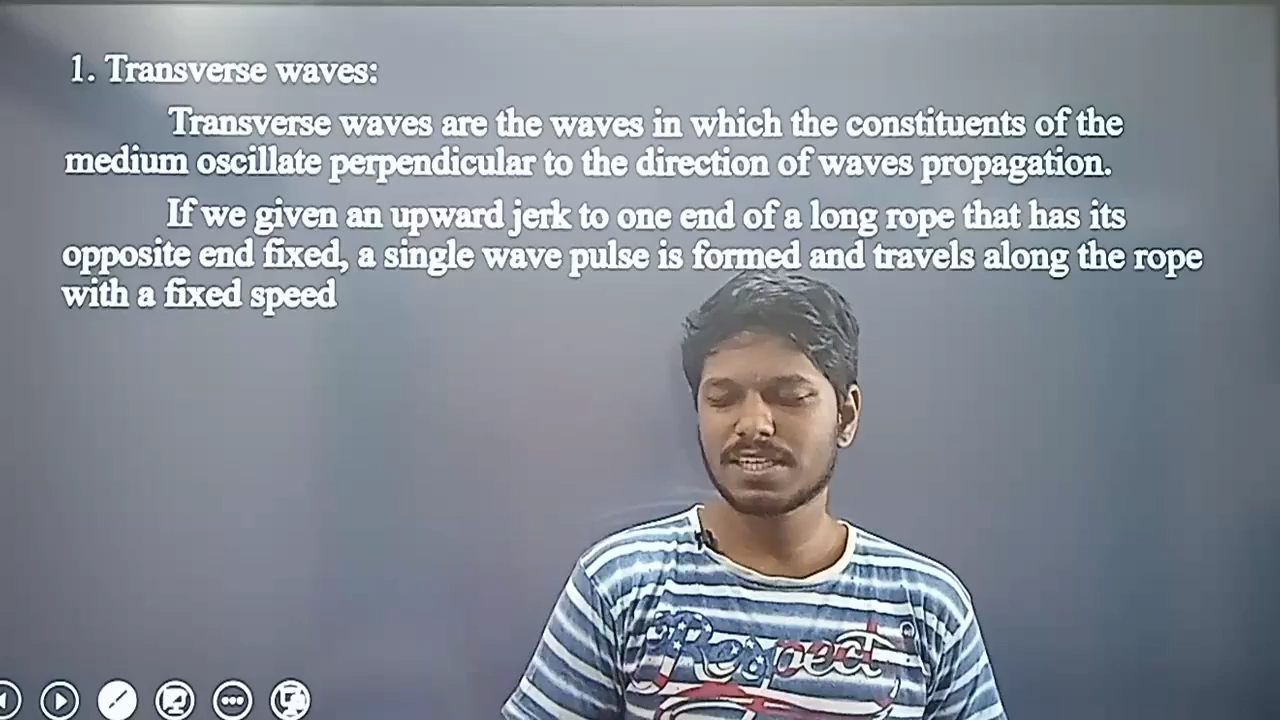 1. Transverse waves:
Transverse waves are the waves in which the constituents of the
medium oscillate perpendicular to the direction of waves propagation.
If we given an upward jerk to one end of a long rope that has its
opposite end fixed, a single wave pulse is formed and travels along the rope
with a fixed speed
Respect